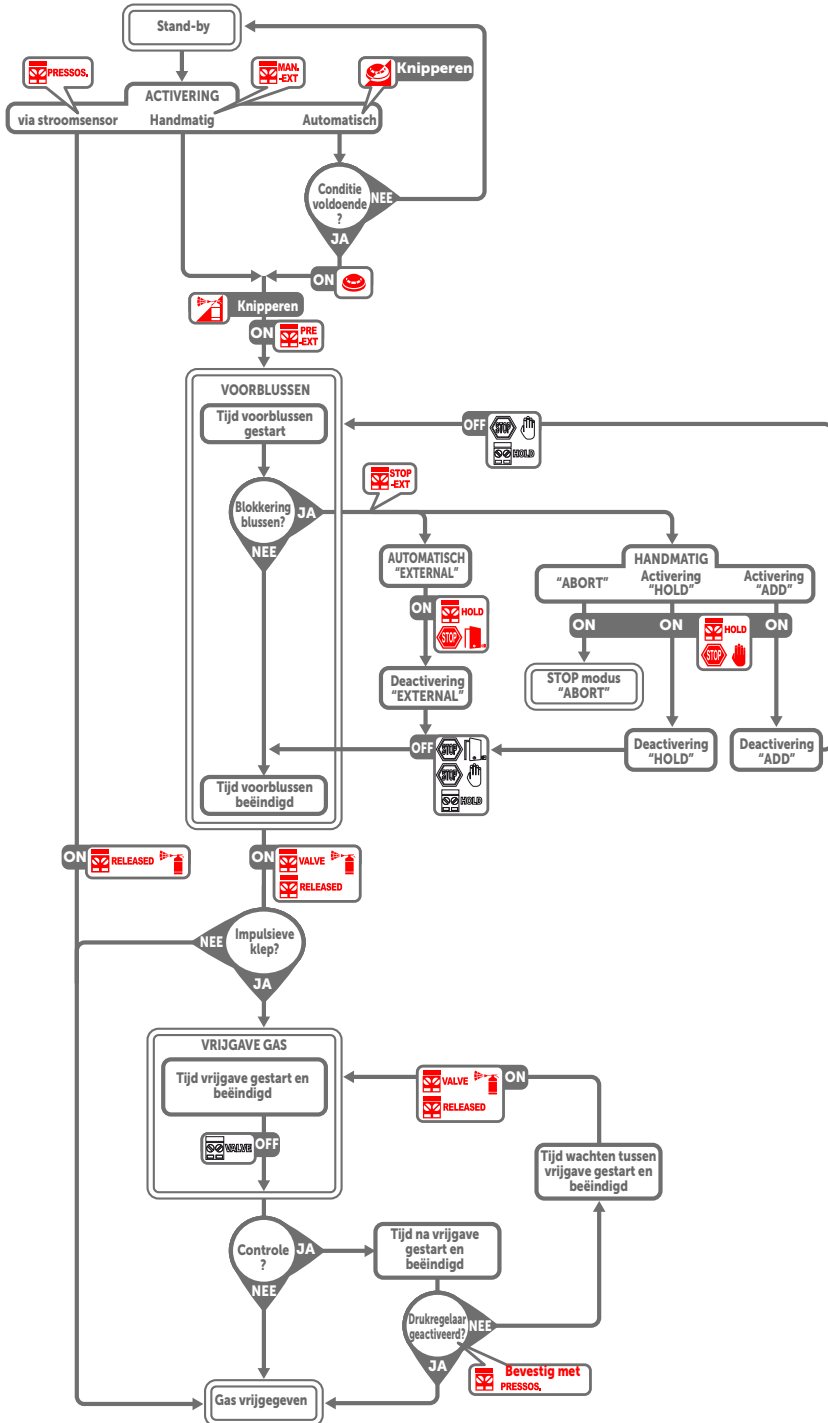 Stand-by
PRESSOS.
MAN.
-EXT
Knipperen
ACTIVERING
via stroomsensor
Handmatig
Automatisch
Conditie
voldoende
?
NEE
JA
ON
Knipperen
ON
PRE
-EXT
VOORBLUSSEN
Tijd voorblussen
gestart
OFF
STOP
HOLD
STOP
-EXT
Blokkering
blussen?
JA
NEE
AUTOMATISCH
“EXTERNAL”
HANDMATIG
“ABORT”
Activering
“HOLD”
Activering
“ADD”
ON
HOLD
STOP
ON
ON
ON
HOLD
STOP
Deactivering
“EXTERNAL”
STOP modus
“ABORT”
OFF
STOP
STOP
HOLD
Deactivering
“HOLD”
Deactivering
“ADD”
Tijd voorblussen
beëindigd
ON
RELEASED
ON
VALVE
RELEASED
NEE
Impulsieve
klep?
JA
VRIJGAVE GAS
Tijd vrijgave gestart en
beëindigd
VALVE
OFF
VALVE
RELEASED
ON
Tijd wachten tussen
vrijgave gestart en
beëindigd
Controle
?
JA
NEE
Tijd na vrijgave
gestart en
beëindigd
Drukregelaar
geactiveerd?
NEE
JA
Bevestig met
PRESSOS.
Gas vrijgegeven